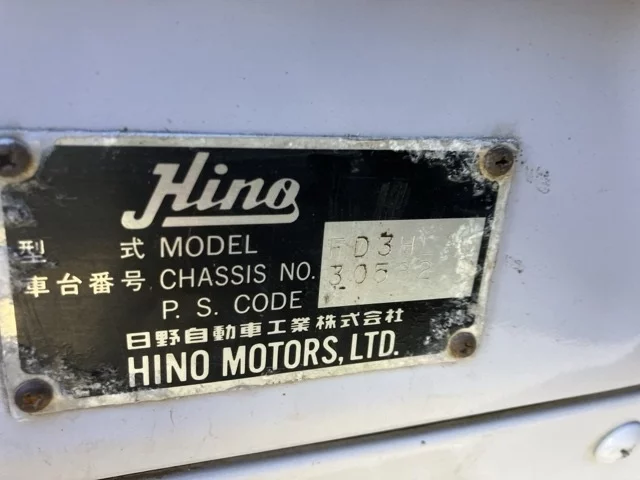 Hino
型 式 MODEL FD3H
車台番号 CHASSIS NO.
P. S. CODE
日野自動車工業株式会社
HINO MOTORS, LTD.